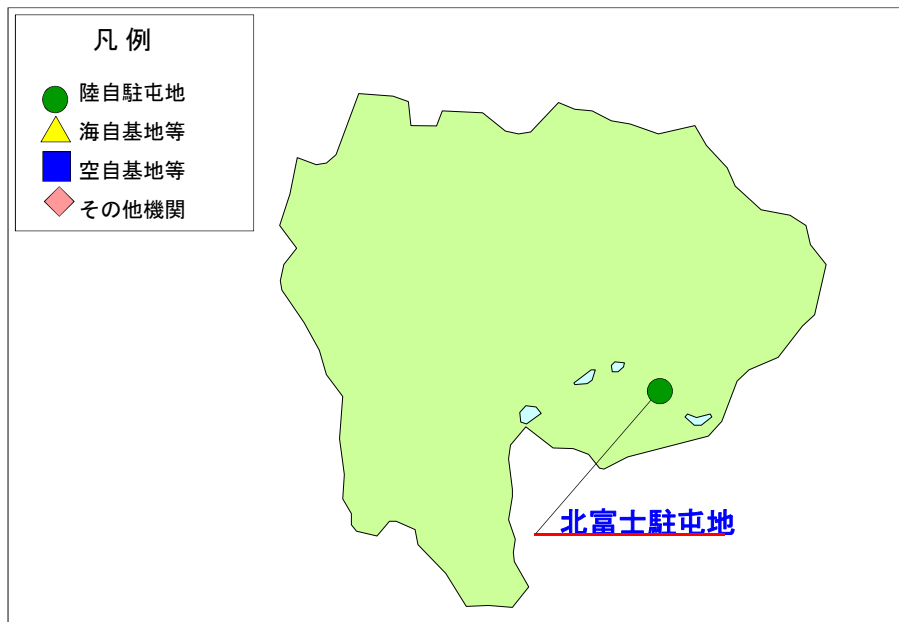 凡例
陸自駐屯地
海自基地等
空自基地等
その他機関
北富士駐屯地